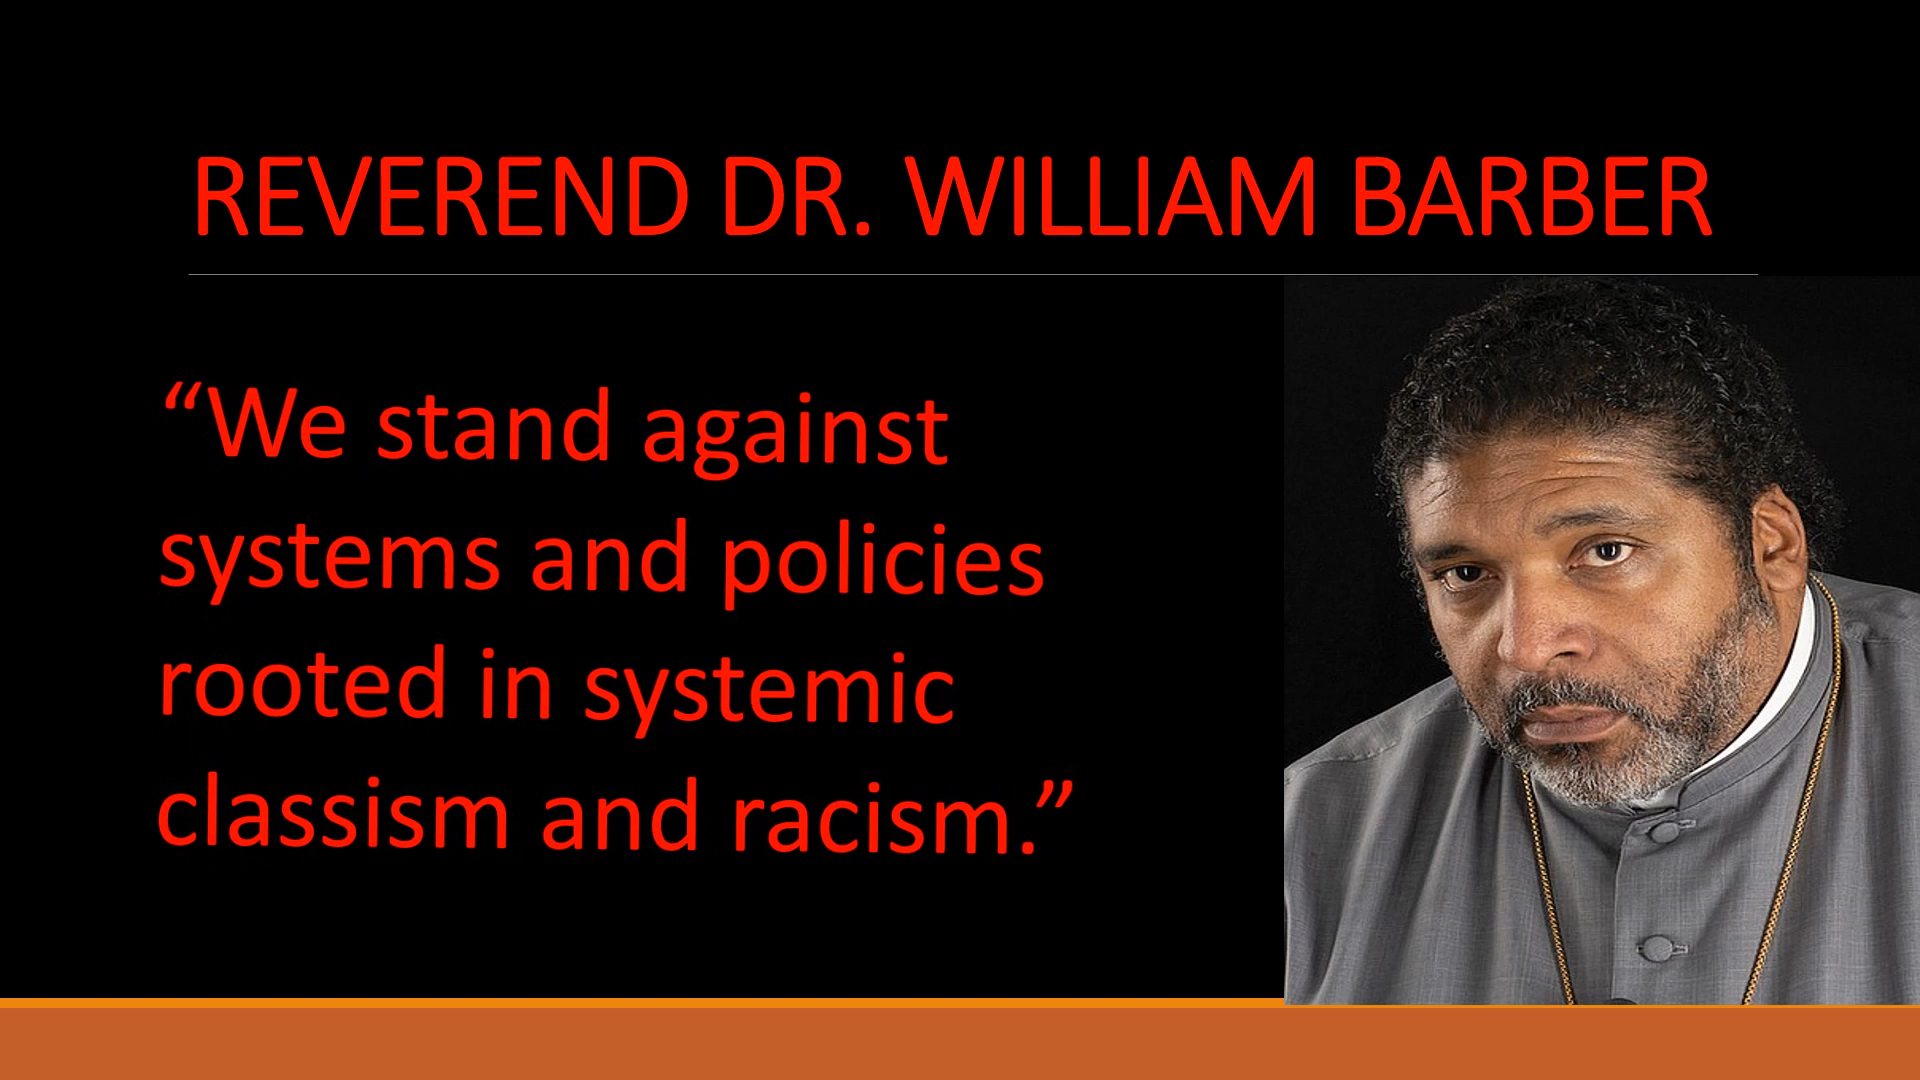 REVEREND DR. WILLIAM BARBER
“We stand against
systems and policies
rooted in systemic
classism and racism.”